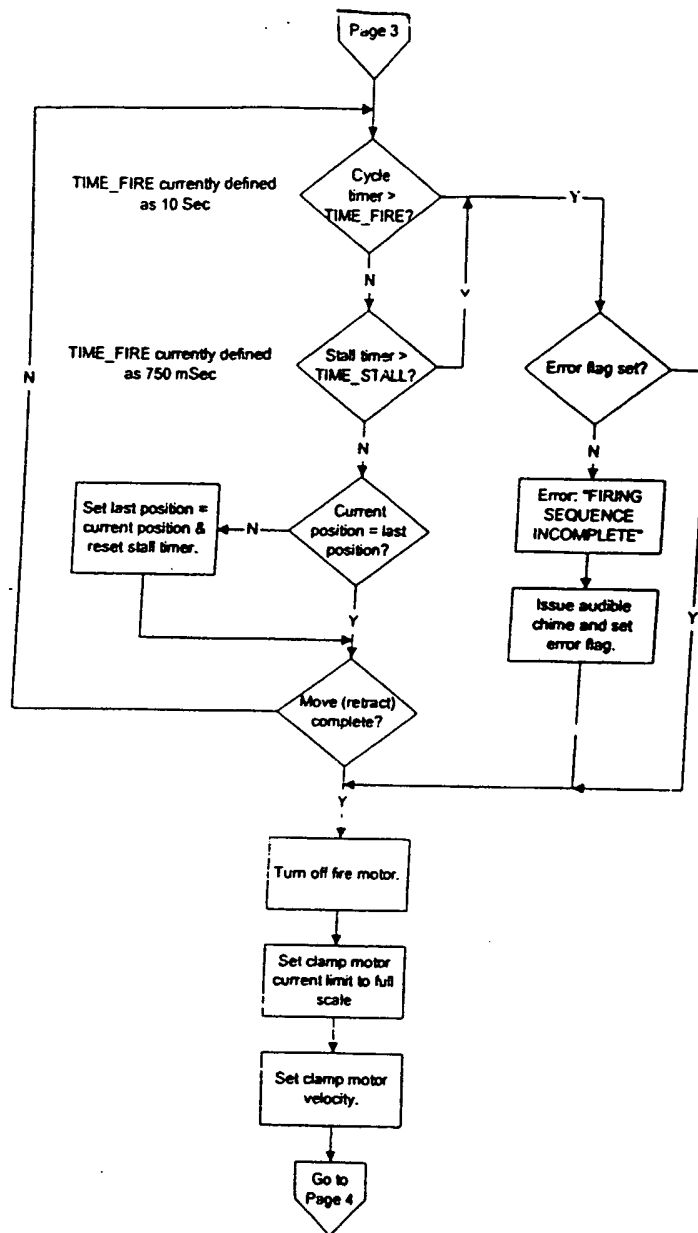 Page 3
Cycle
timer >
TIME_FIRE?
TIME_FIRE currently defined
as 10 Sec
Y
N
Y
Stall timer >
TIME_STALL?
TIME_FIRE currently defined
as 750 mSec
N
Error flag set?
N
N
Current
position = last
position?
N
Set last position =
current position &
reset stall timer.
Error: "FIRING
SEQUENCE
INCOMPLETE"
Y
Issue audible
chime and set
error flag.
Y
Move (retract)
complete?
Y
Turn off fire motor.
Set clamp motor
current limit to full
scale
Set clamp motor
velocity.
Go to
Page 4